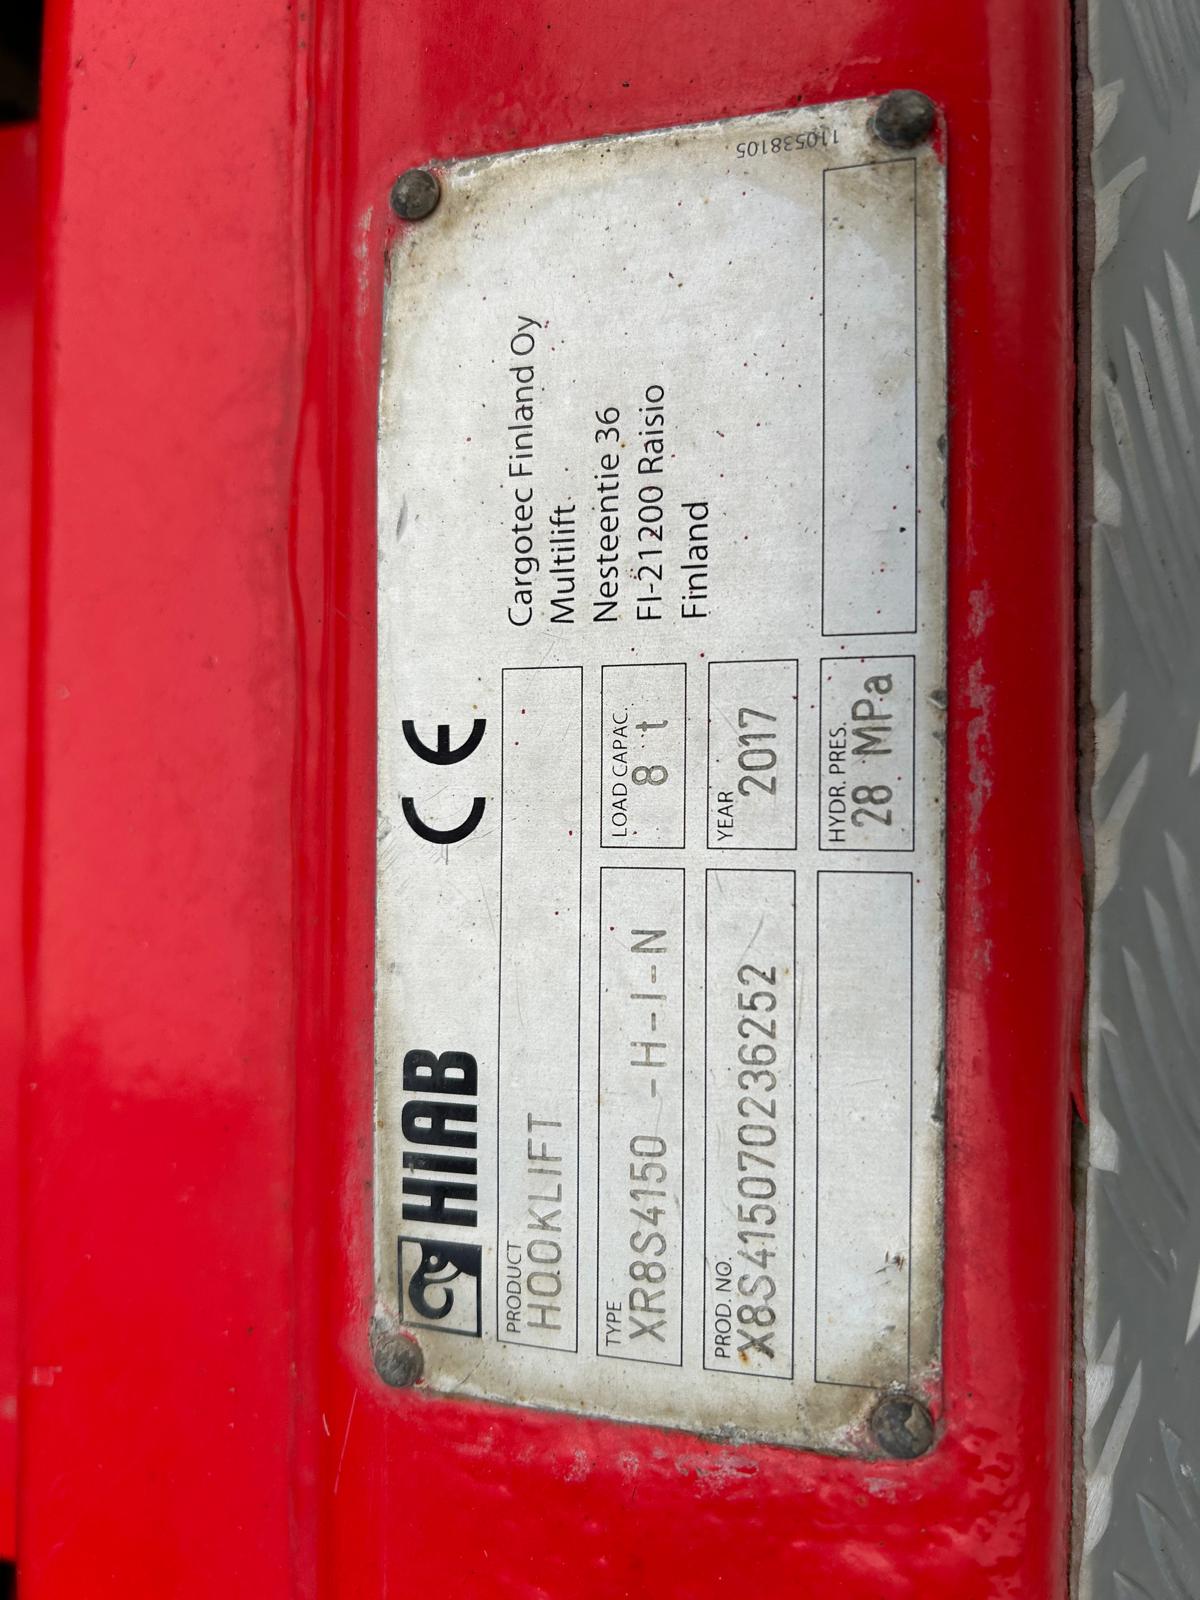 HIAB
CE
PRODUCT
HOOKLIFT
Cargotec Finland Oy
Multilift
TYPE
XR8S4150 -H-I-N
LOAD CAPAC.
8 t
Nesteentie 36
FI-21200 Raisio
Finland
PROD. NO.
X8S415070236252
YEAR
2017
HYDR. PRES.
28 MPa
110538105